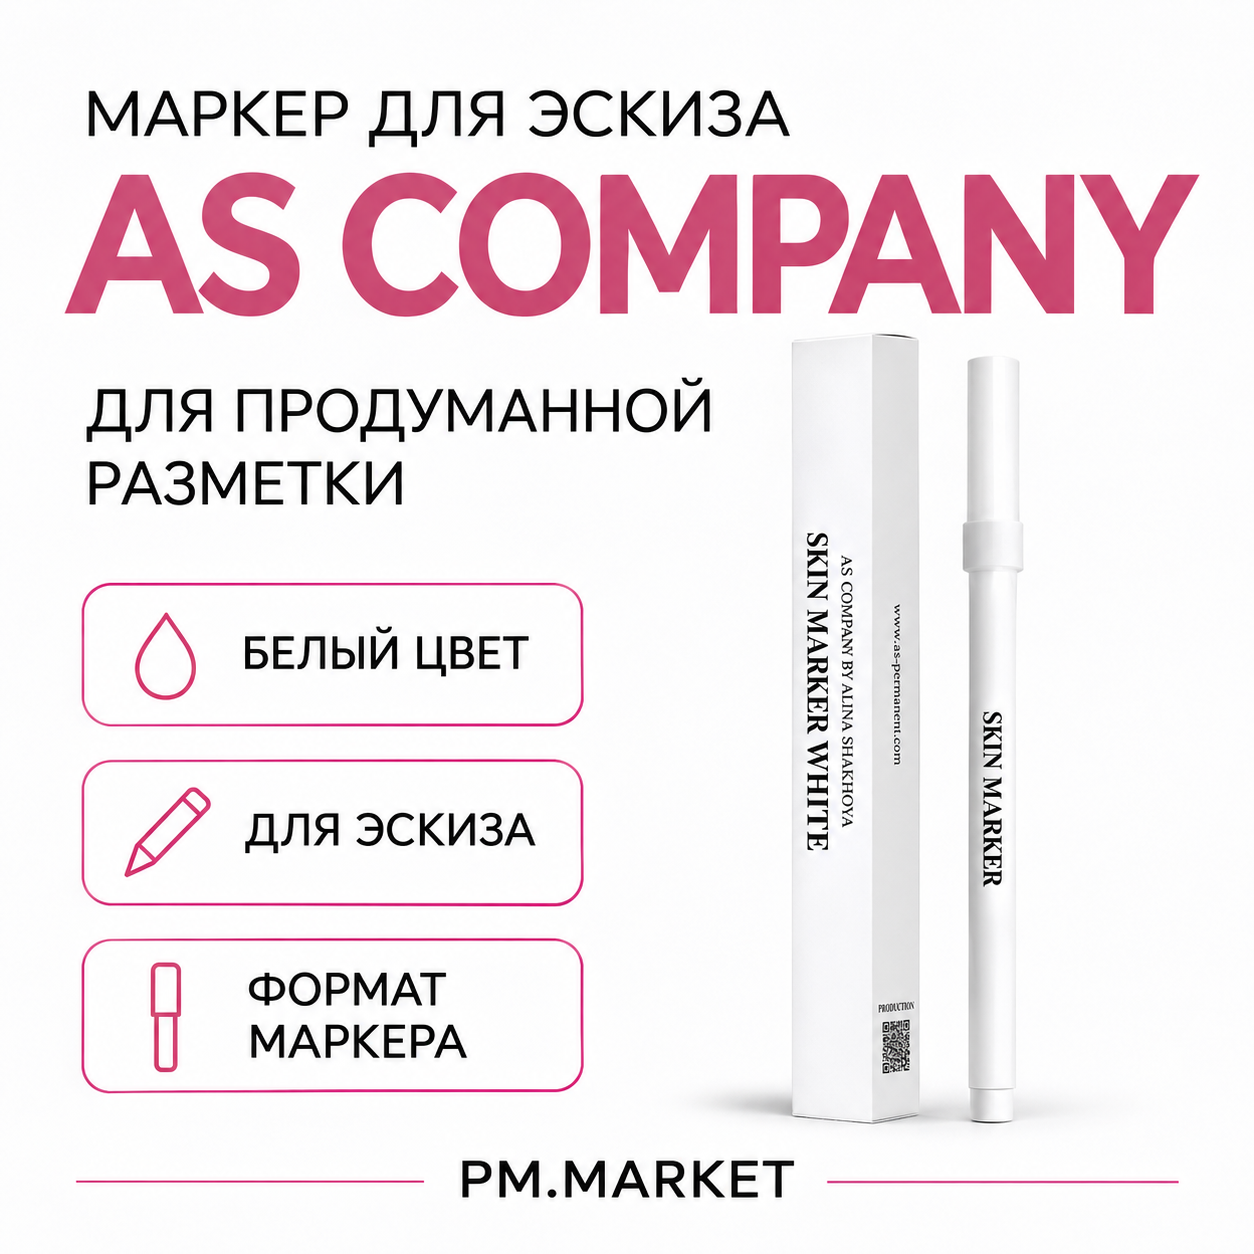 МАРКЕР ДЛЯ ЭСКИЗА
AS COMPANY
ДЛЯ ПРОДУМАННОЙ
РАЗМЕТКИ
БЕЛЫЙ ЦВЕТ
ДЛЯ ЭСКИЗА
ФОРМАТ
МАРКЕРА
AS COMPANY BY ALINA SHAKHOVA
SKIN MARKER WHITE
www.as-permanent.com
PRODUCTION
SKIN MARKER
PM.MARKET